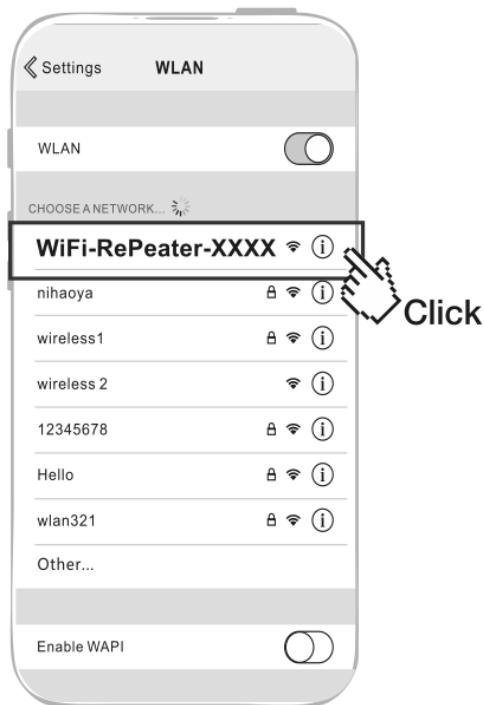 Settings WLAN
WLAN
CHOOSE A NETWORK...
WiFi-RePeater-XXXX
nihaoya
Click
wireless1
wireless 2
12345678
Hello
wlan321
Other...
Enable WAPI